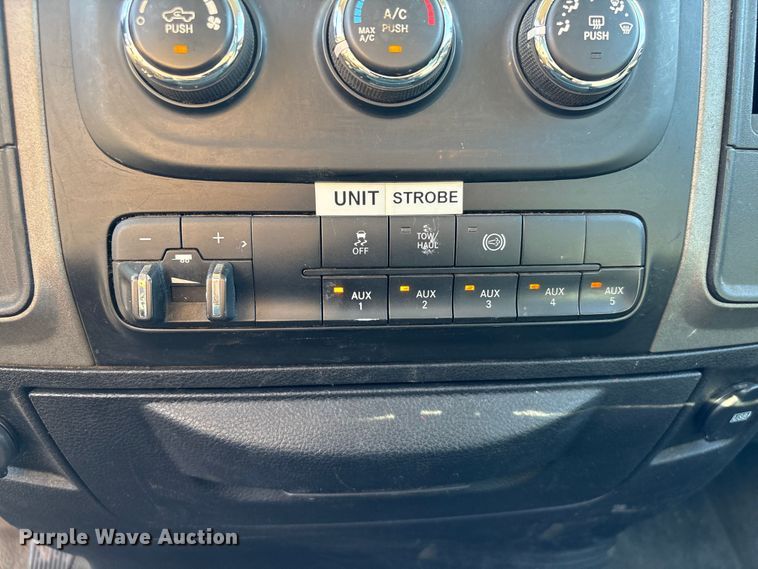 PUSH
A/C
MAX
A/C
PUSH
PUSH
UNIT STROBE
− +
OFF
TOW
HAUL
AUX
1
AUX
2
AUX
3
AUX
4
AUX
5
USB
Purple Wave Auction